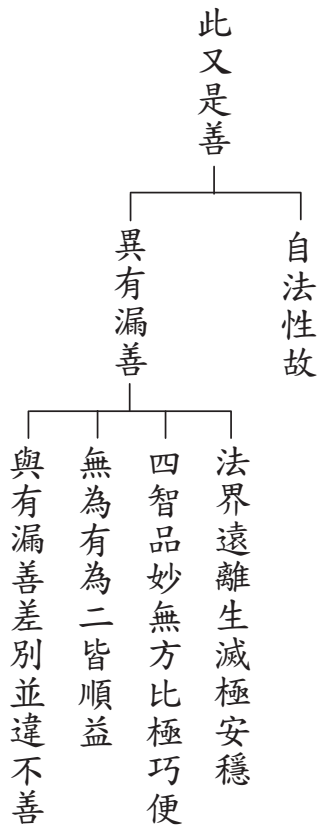 此又是善
自法性故
異有漏善
法界遠離生滅極安穩
四智品妙無方比極巧便
無為有為二皆順益
與有漏善差別並違不善